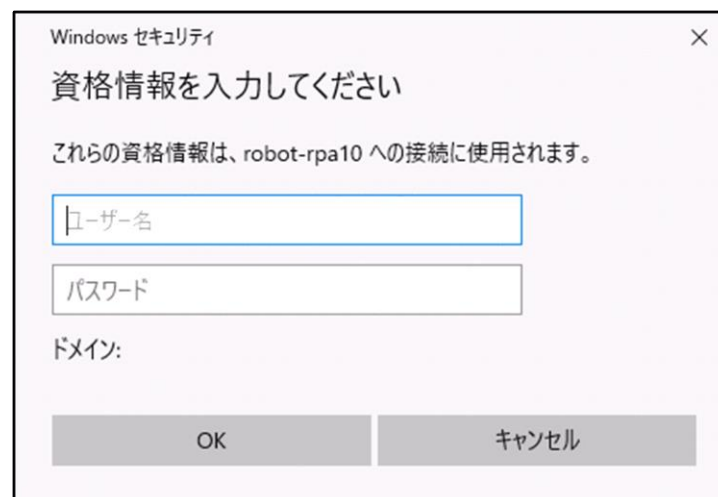 Windows セキュリティ
資格情報を入力してください
これらの資格情報は、robot-rpa10 への接続に使用されます。
ユーザー名
パスワード
ドメイン:
OK
キャンセル